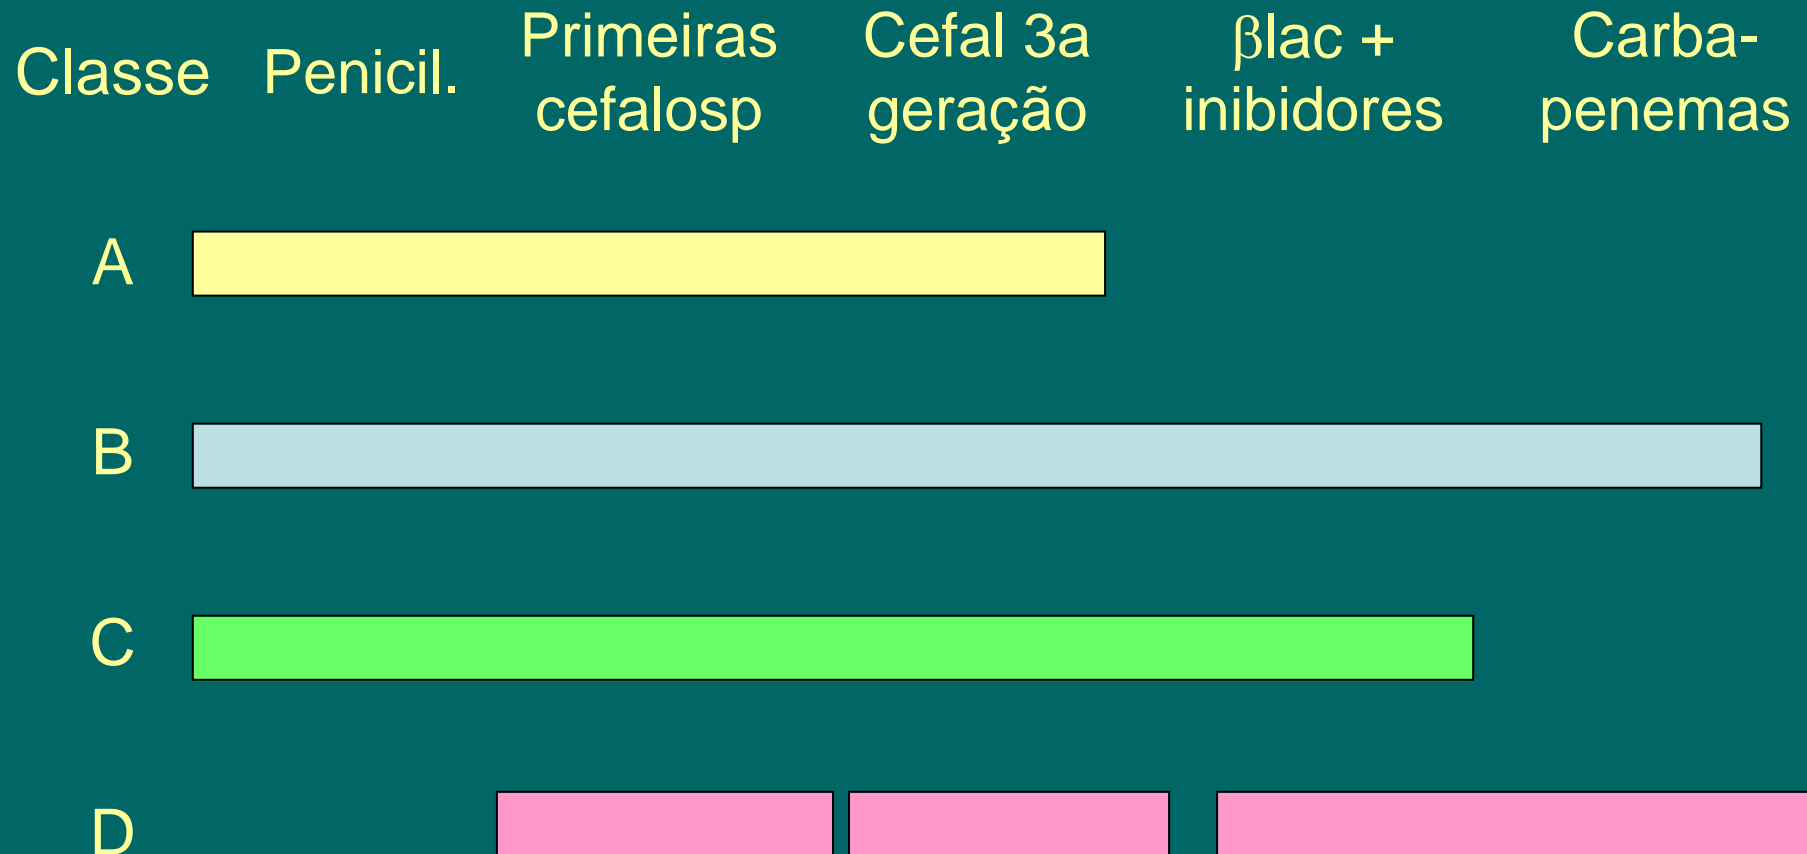 Classe
Penicil.
Primeiras
cefalosp
Cefal 3a
geração
βlac +
inibidores
Carba-
penemas
A
B
C
D